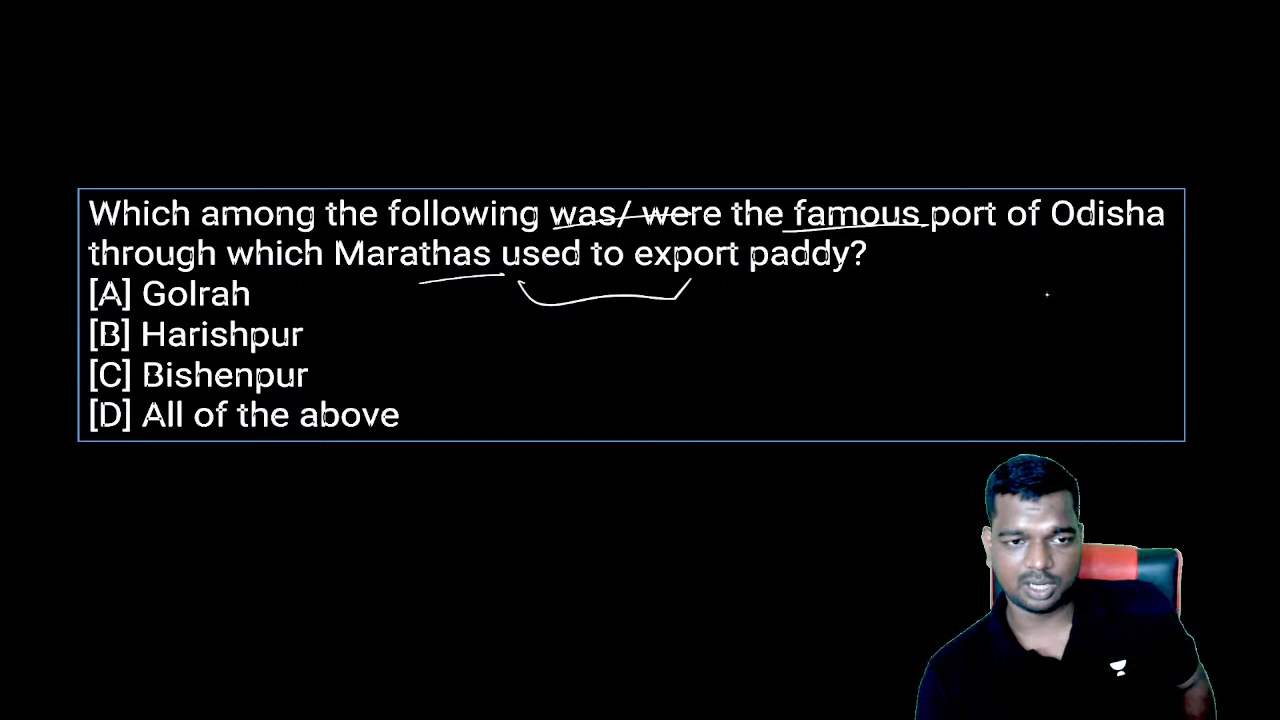 Which among the following was/ were the famous port of Odisha
through which Marathas used to export paddy?
[A] Golrah
[B] Harishpur
[C] Bishenpur
[D] All of the above